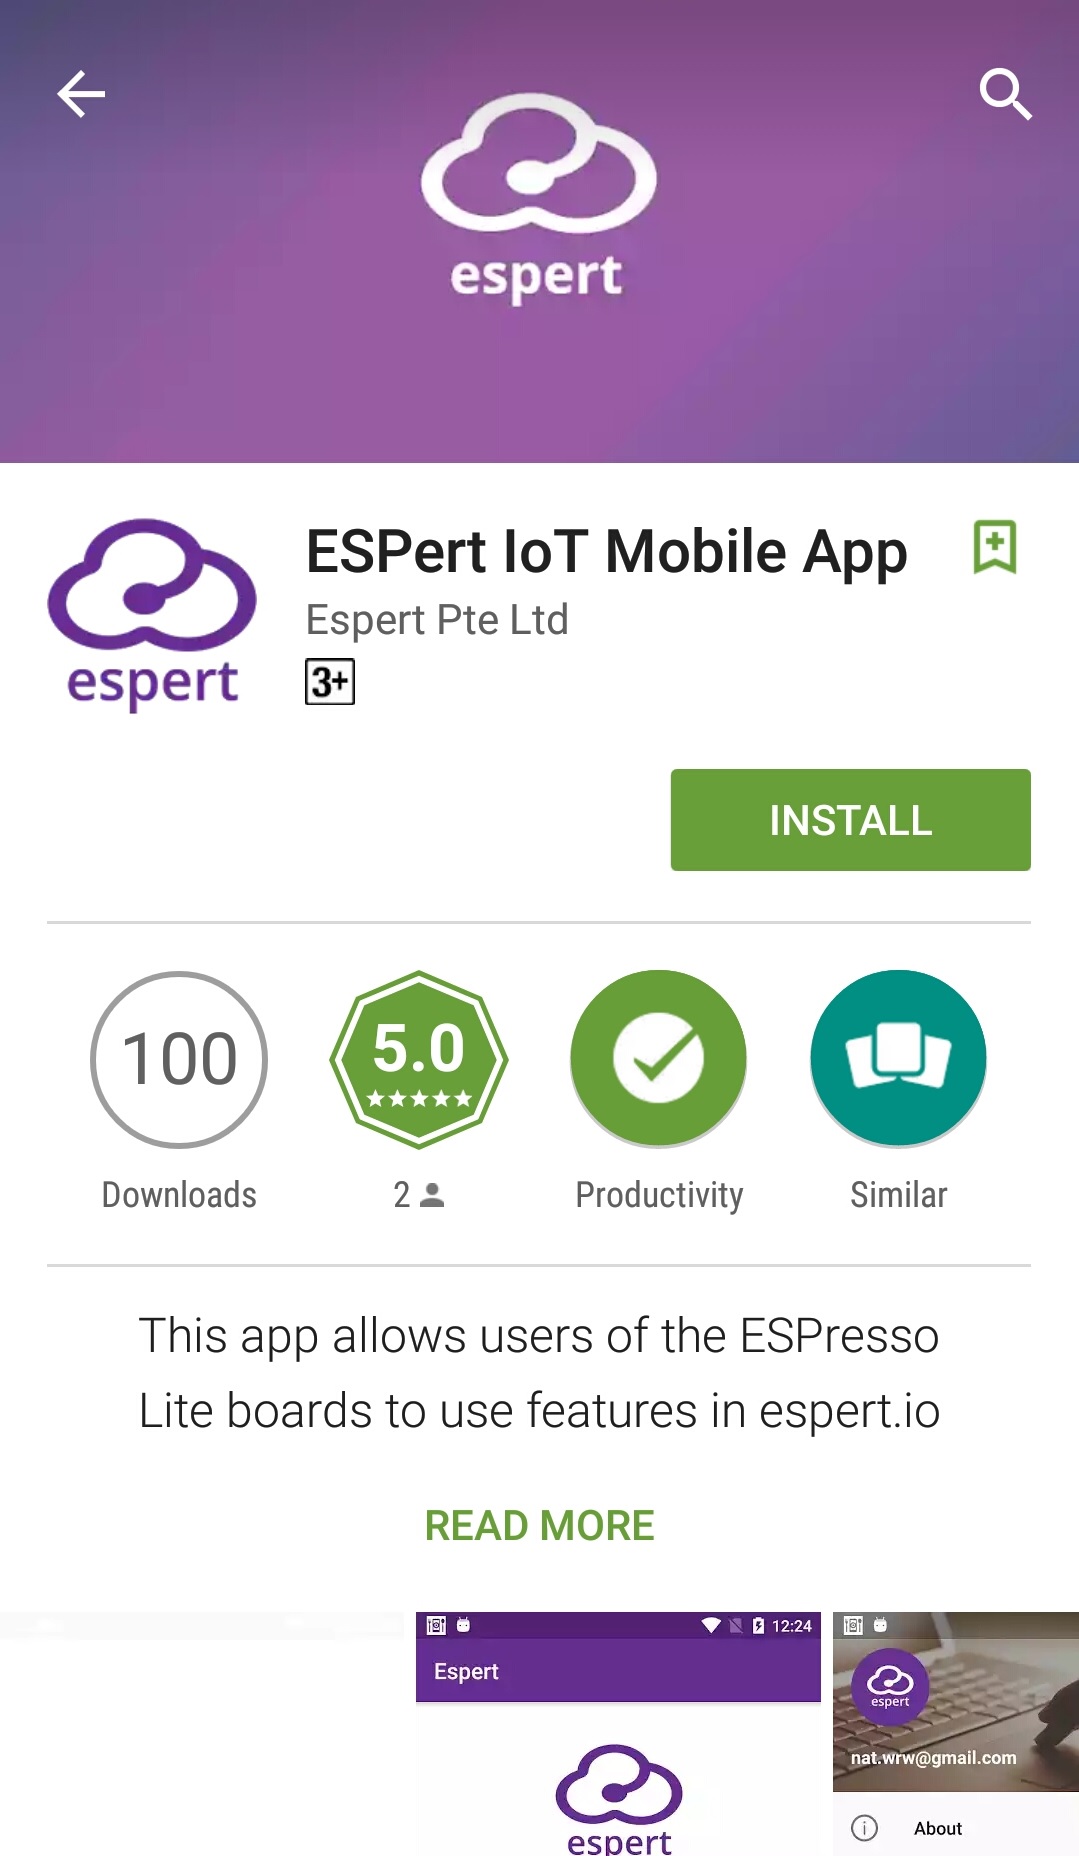 espert
espert
ESPert IoT Mobile App
Espert Pte Ltd
3+
INSTALL
100
5.0
Downloads
2
Productivity
Similar
This app allows users of the ESPresso
Lite boards to use features in espert.io
READ MORE
12:24
Espert
espert
espert
nat.wrw@gmail.com
About